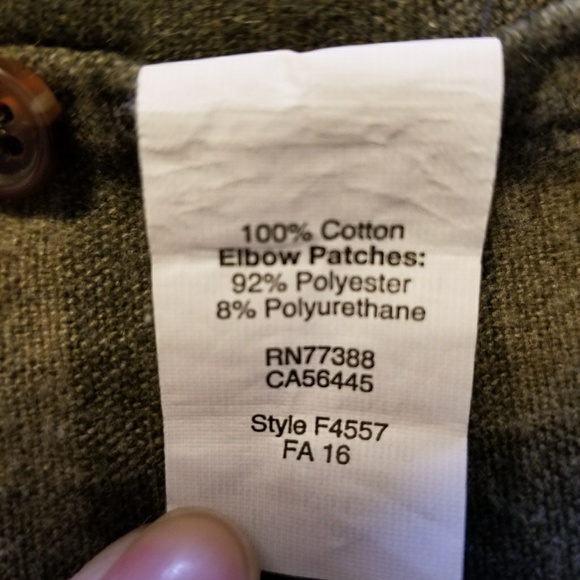 100% Cotton
Elbow Patches:
92% Polyester
8% Polyurethane
RN77388
CA56445
Style F4557
FA 16